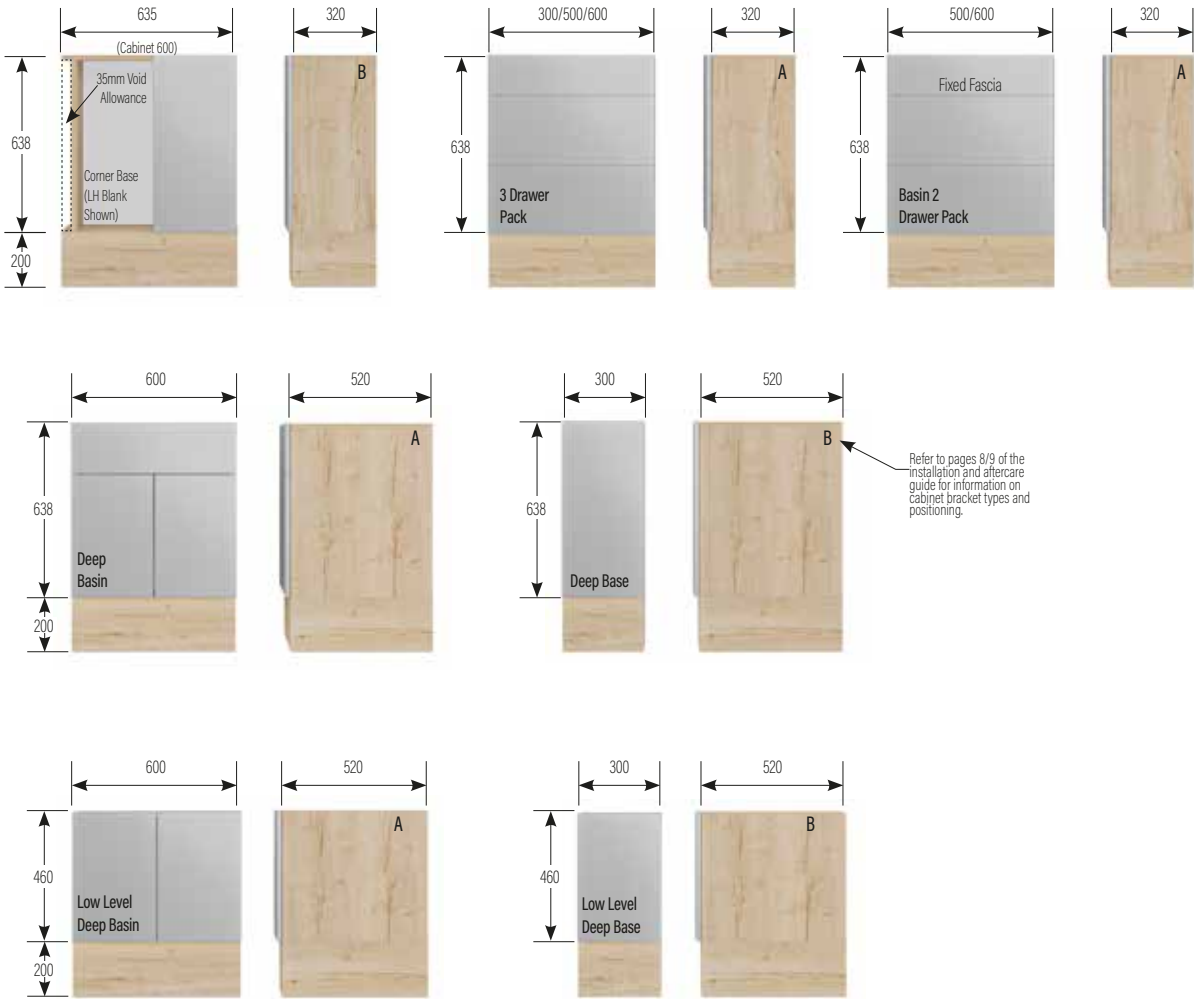 635
320
300/500/600
320
500/600
320
(Cabinet 600)
B
A
A
35mm Void
Allowance
Fixed Fascia
638
638
638
Corner Base
(LH Blank
Shown)
3 Drawer
Pack
Basin 2
Drawer Pack
200
600
520
300
520
A
B
Refer to pages 8/9 of the
installation and aftercare
guide for information on
cabinet bracket types and
positioning.
638
638
Deep
Basin
Deep Base
200
600
520
300
520
A
B
460
460
Low Level
Deep Basin
Low Level
Deep Base
200